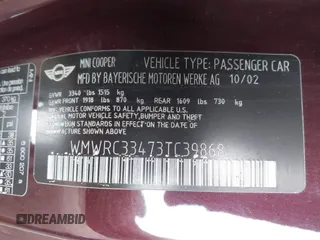 MINI COOPER VEHICLE TYPE: PASSENGER CAR
MFD BY BAYERISCHE MOTOREN WERKE AG 10/02
GVWR 3340 lbs 1515 kg
GAWR FRONT 1918 lbs 870 kg REAR 1609 lbs 730 kg
THIS VEHICLE CONFORMS TO ALL APPLICABLE U.S.
FEDERAL MOTOR VEHICLE SAFETY, BUMPER AND
THEFT PREVENTION STANDARDS IN EFFECT ON THE
DATE OF MANUFACTURE SHOWN ABOVE.
WMWRC33473TC39868
DREAMBID